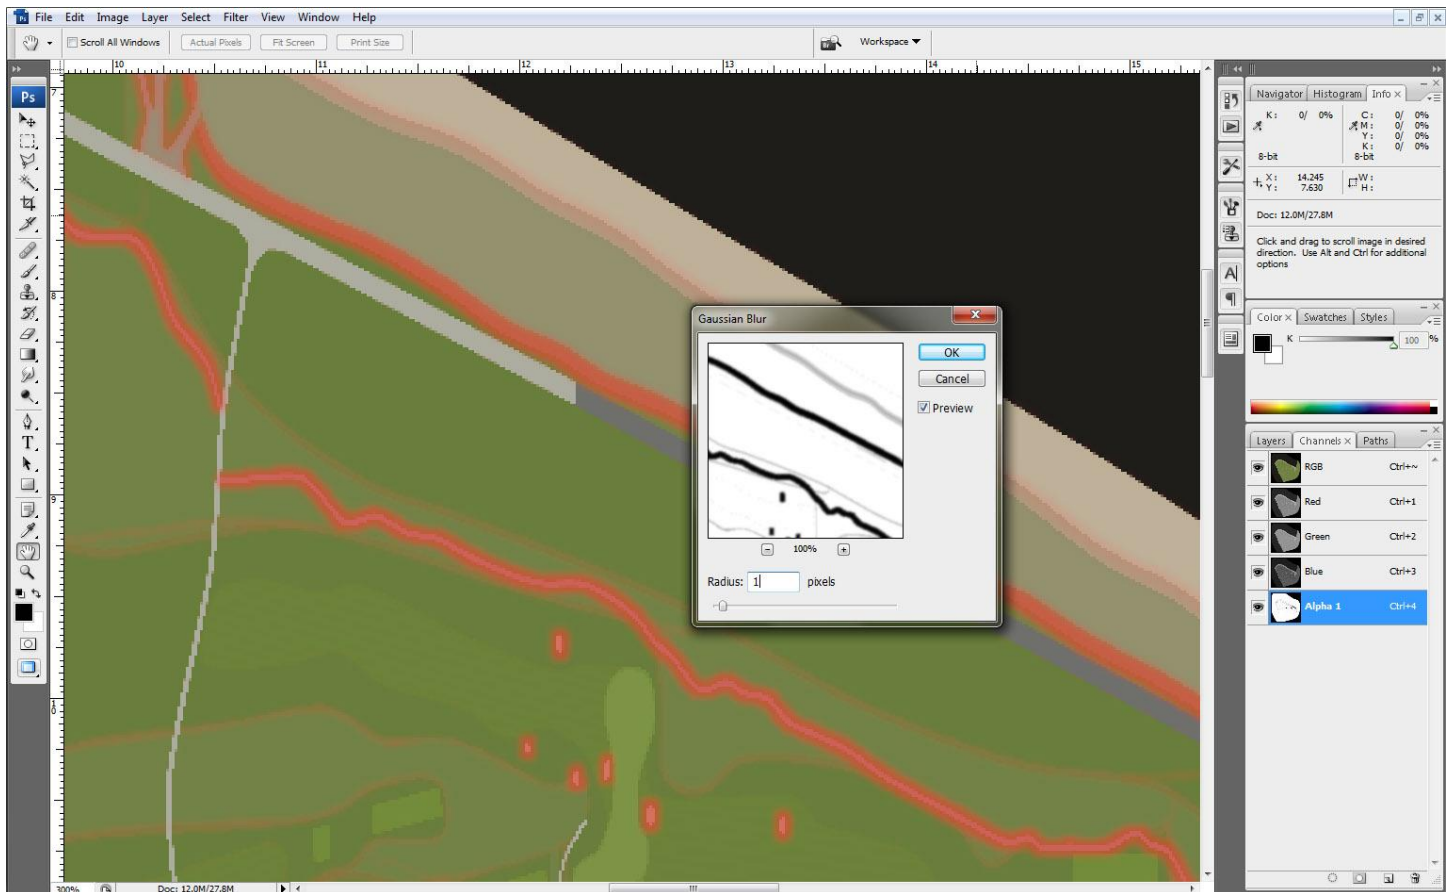 Ps File Edit Image Layer Select Filter View Window Help
Scroll All Windows Actual Pixels Fit Screen Print Size Workspace
10 11 12 13 14 15
Ps
7
8
9
10
T
Gaussian Blur
OK
Cancel
Preview
100%
Radius: 1 pixels
Navigator Histogram Info
K: 0/ 0% C: 0/ 0%
M: 0/ 0%
Y: 0/ 0%
K: 0/ 0%
8-bit 8-bit
X: 14.245 W:
Y: 7.630 H:
Doc: 12.0M/27.8M
Click and drag to scroll image in desired
direction. Use Alt and Ctrl for additional
options
A
Color Swatches Styles
K 100 %
Layers Channels Paths
RGB Ctrl+~
Red Ctrl+1
Green Ctrl+2
Blue Ctrl+3
Alpha 1 Ctrl+4
300% Doc: 12.0M/27.8M